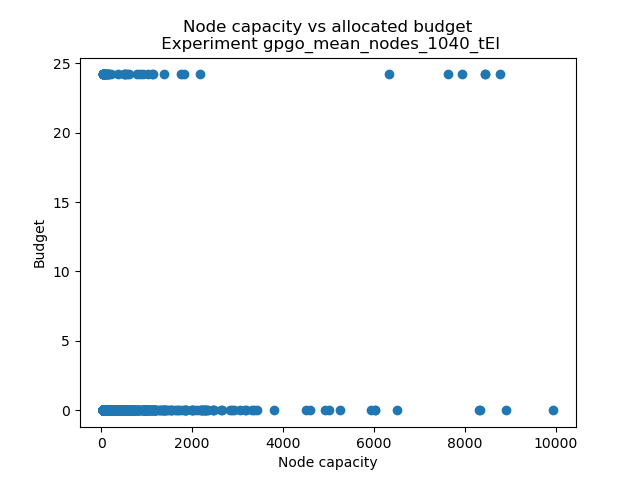 Node capacity vs allocated budget
Experiment gpgo_mean_nodes_1040_tEI
25
20
15
10
5
0
Budget
0 2000 4000 6000 8000 10000
Node capacity